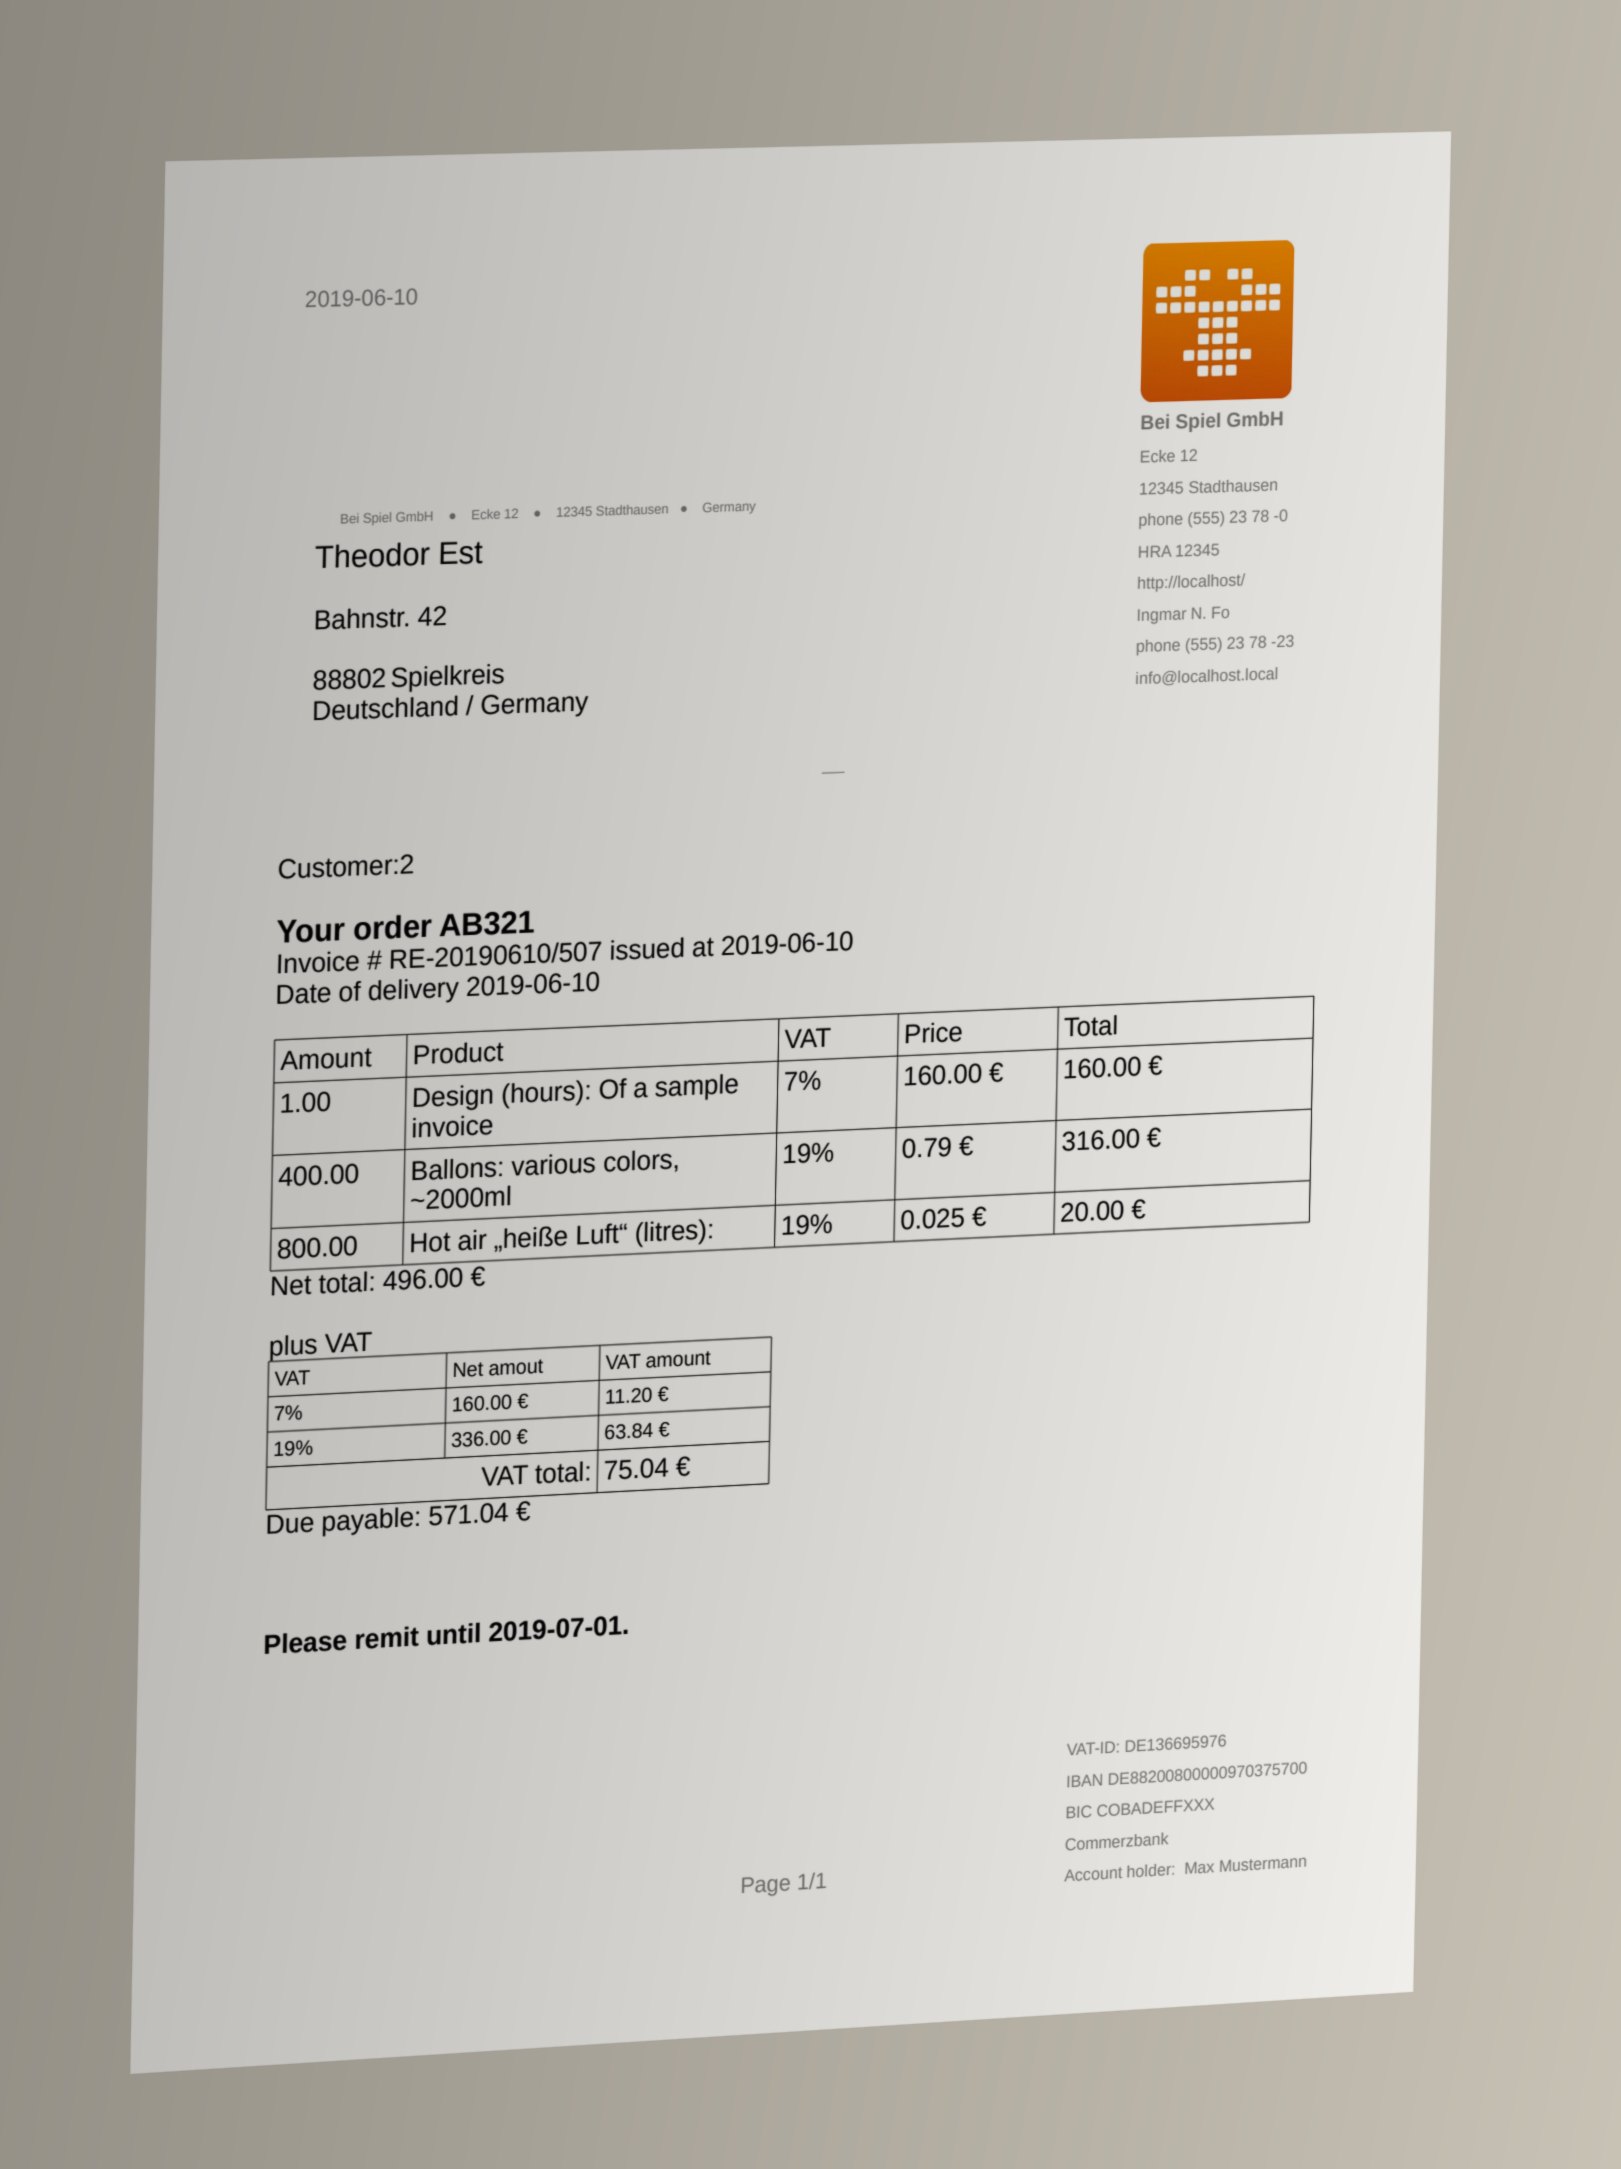 2019-06-10
Bei Spiel GmbH
Ecke 12
12345 Stadthausen
phone (555) 23 78 -0
HRA 12345
http://localhost/
Ingmar N. Fo
phone (555) 23 78 -23
info@localhost.local
Bei Spiel GmbH ● Ecke 12 ● 12345 Stadthausen ● Germany
Theodor Est
Bahnstr. 42
88802 Spielkreis
Deutschland / Germany
Customer:2
Your order AB321
Invoice # RE-20190610/507 issued at 2019-06-10
Date of delivery 2019-06-10
Amount Product VAT Price Total
1.00 Design (hours): Of a sample 7% 160.00 € 160.00 €
invoice
400.00 Ballons: various colors, 19% 0.79 € 316.00 €
~2000ml
800.00 Hot air „heiße Luft“ (litres): 19% 0.025 € 20.00 €
Net total: 496.00 €
plus VAT
VAT Net amout VAT amount
7% 160.00 € 11.20 €
19% 336.00 € 63.84 €
VAT total: 75.04 €
Due payable: 571.04 €
Please remit until 2019-07-01.
VAT-ID: DE136695976
IBAN DE88200800000970375700
BIC COBADEFFXXX
Commerzbank
Account holder: Max Mustermann
Page 1/1